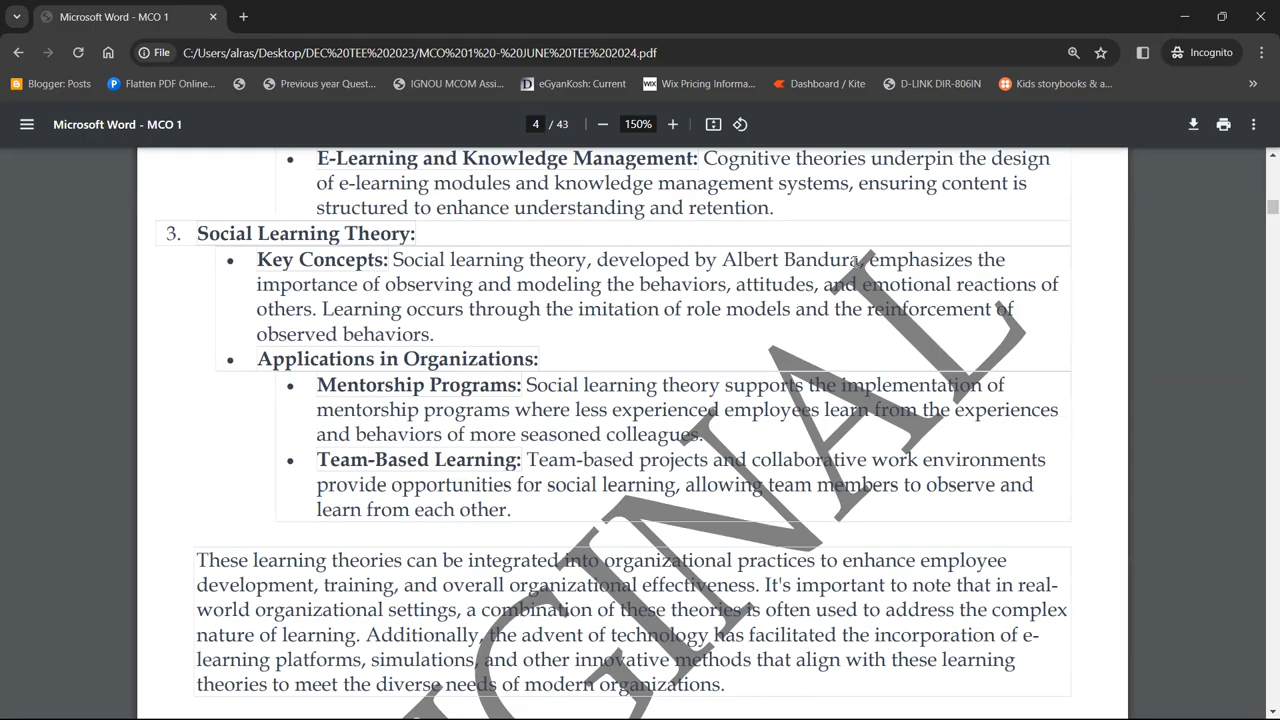 Microsoft Word - MCO 1
File C:/Users/alras/Desktop/DEC%20TEE%202023/MCO%201%20-%20JUNE%20TEE%202024.pdf
Incognito
Blogger: Posts Flatten PDF Online... Previous year Quest... IGNOU MCOM Assi... eGyanKosh: Current WIX Wix Pricing Informa... Dashboard / Kite D-LINK DIR-806IN Kids storybooks & a...
Microsoft Word - MCO 1 4 / 43 150%
• E-Learning and Knowledge Management: Cognitive theories underpin the design
of e-learning modules and knowledge management systems, ensuring content is
structured to enhance understanding and retention.
3. Social Learning Theory:
• Key Concepts: Social learning theory, developed by Albert Bandura, emphasizes the
importance of observing and modeling the behaviors, attitudes, and emotional reactions of
others. Learning occurs through the imitation of role models and the reinforcement of
observed behaviors.
• Applications in Organizations:
• Mentorship Programs: Social learning theory supports the implementation of
mentorship programs where less experienced employees learn from the experiences
and behaviors of more seasoned colleagues.
• Team-Based Learning: Team-based projects and collaborative work environments
provide opportunities for social learning, allowing team members to observe and
learn from each other.
These learning theories can be integrated into organizational practices to enhance employee
development, training, and overall organizational effectiveness. It's important to note that in real-
world organizational settings, a combination of these theories is often used to address the complex
nature of learning. Additionally, the advent of technology has facilitated the incorporation of e-
learning platforms, simulations, and other innovative methods that align with these learning
theories to meet the diverse needs of modern organizations.
GINAL